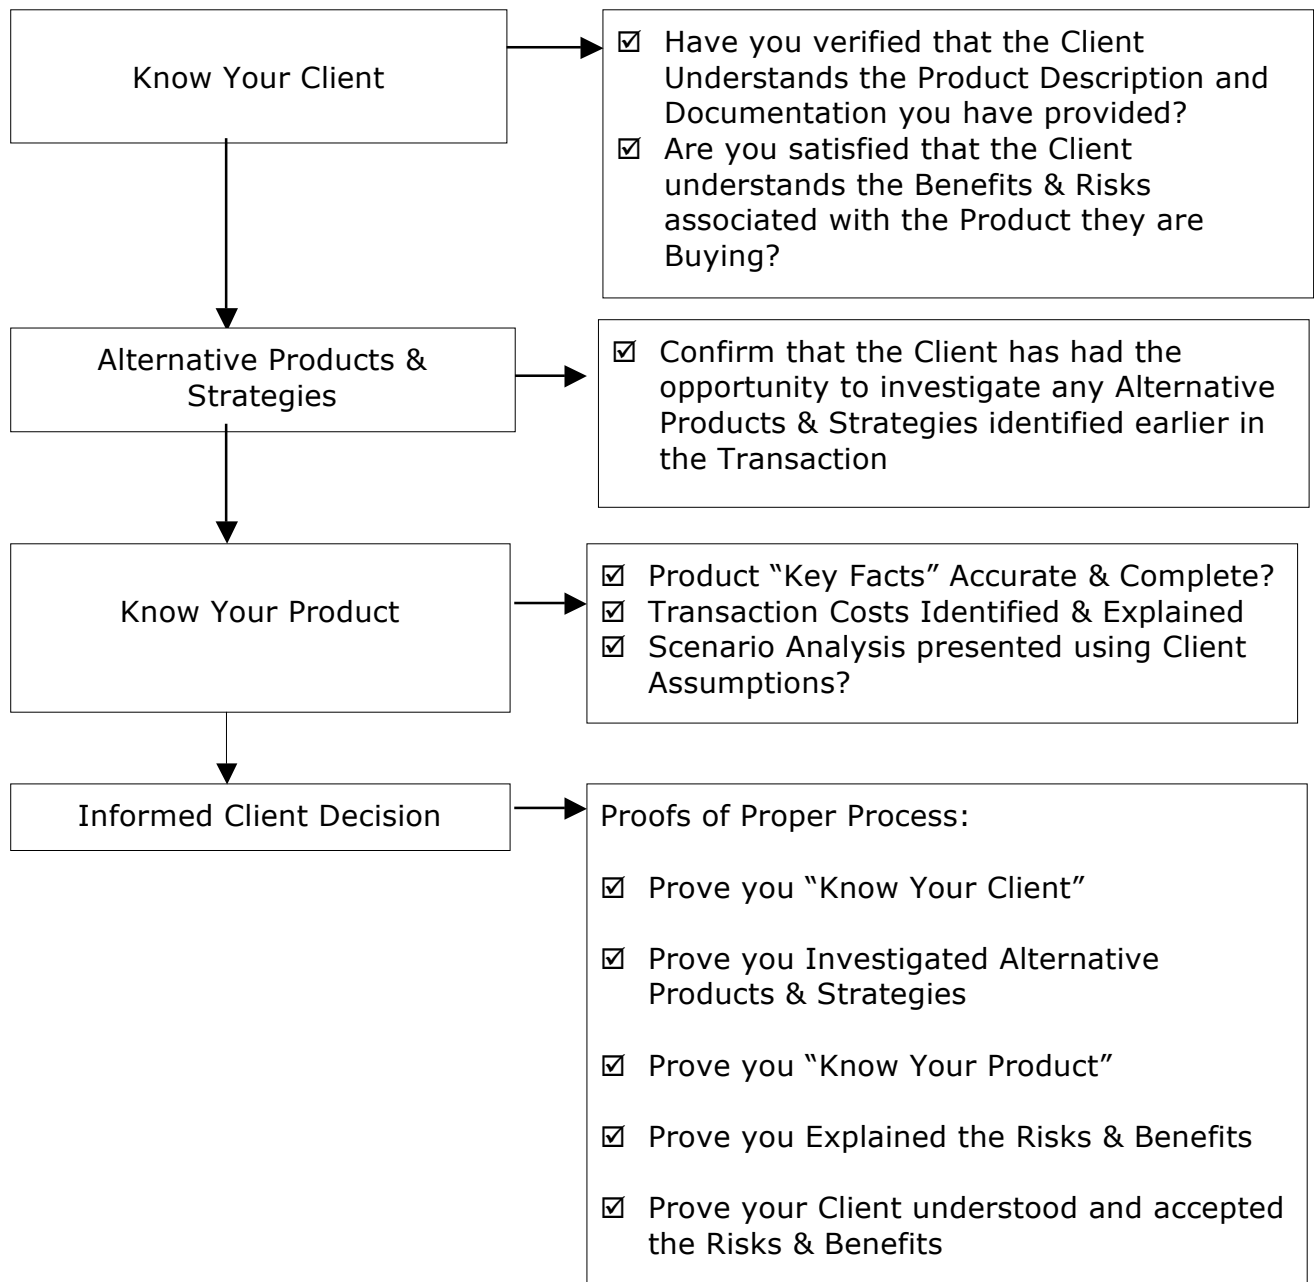 Know Your Client
☑ Have you verified that the Client
Understands the Product Description and
Documentation you have provided?
☑ Are you satisfied that the Client
understands the Benefits & Risks
associated with the Product they are
Buying?
Alternative Products &
Strategies
☑ Confirm that the Client has had the
opportunity to investigate any Alternative
Products & Strategies identified earlier in
the Transaction
Know Your Product
☑ Product “Key Facts” Accurate & Complete?
☑ Transaction Costs Identified & Explained
☑ Scenario Analysis presented using Client
Assumptions?
Informed Client Decision
Proofs of Proper Process:
☑ Prove you “Know Your Client”
☑ Prove you Investigated Alternative
Products & Strategies
☑ Prove you “Know Your Product”
☑ Prove you Explained the Risks & Benefits
☑ Prove your Client understood and accepted
the Risks & Benefits